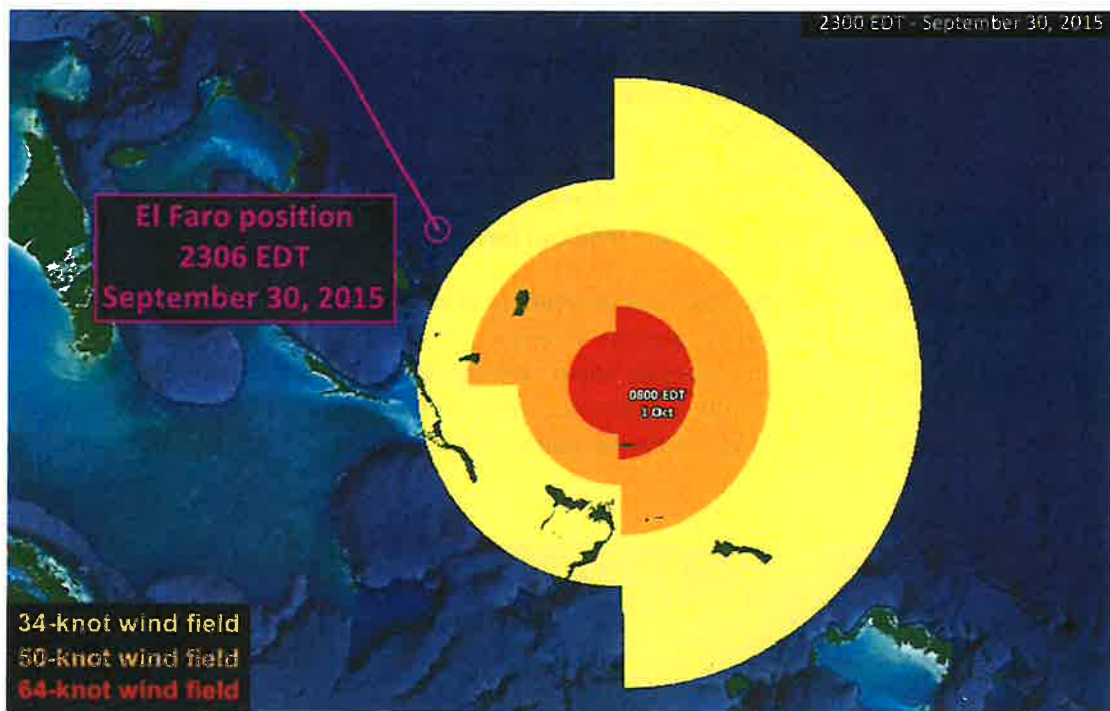 2300 EDT - September 30, 2015
El Faro position
2306 EDT
September 30, 2015
0800 EDT
1 Oct
34-knot wind field
50-knot wind field
64-knot wind field